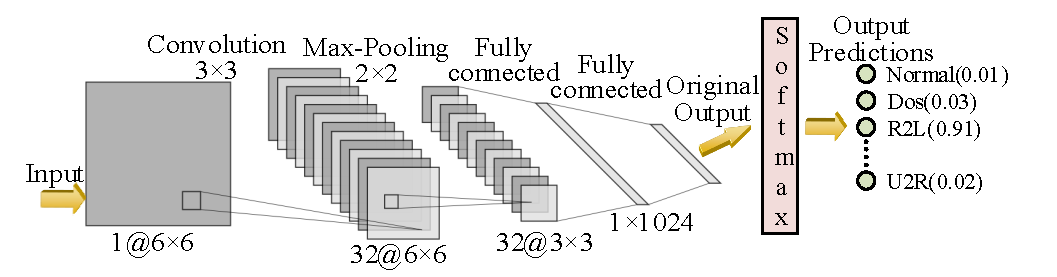 Input
1@6×6
Convolution
3×3
32@6×6
Max-Pooling
2×2
32@3×3
Fully
connected
Fully
connected
1×1024
Original
Output
Softmax
Output
Predictions
Normal(0.01)
Dos(0.03)
R2L(0.91)
U2R(0.02)